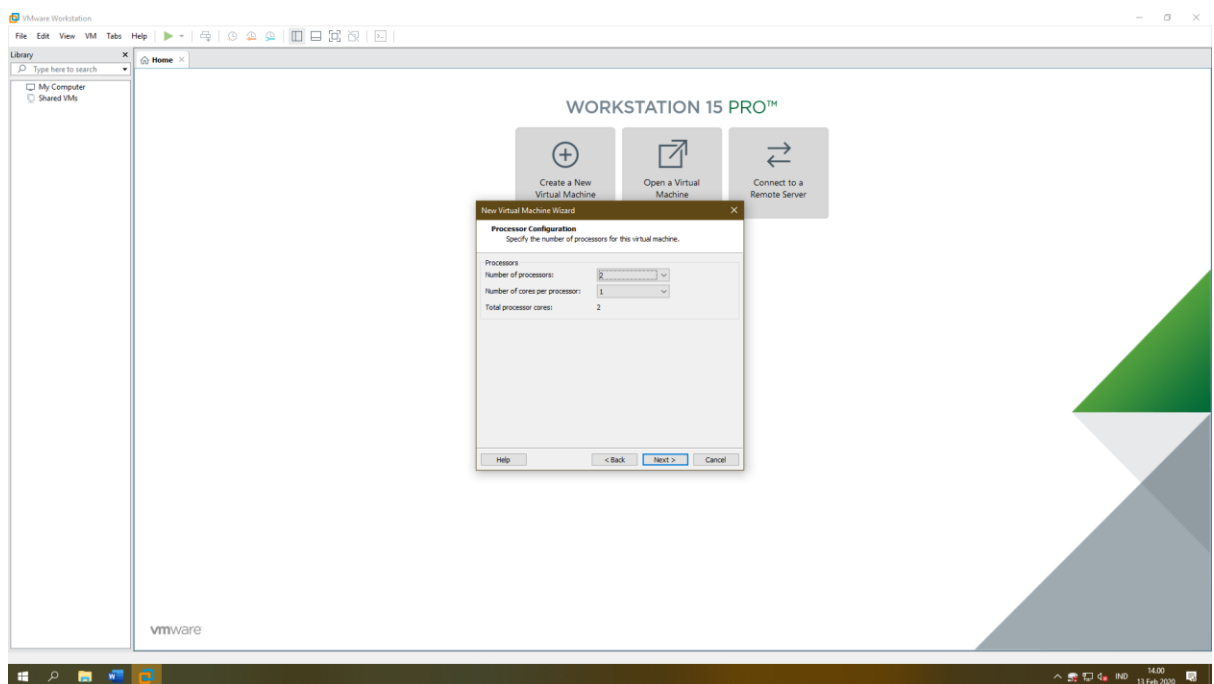 VMware Workstation
File Edit View VM Tabs Help
Library
Type here to search
My Computer
Shared VMs
Home
WORKSTATION 15 PRO™
Create a New
Virtual Machine
Open a Virtual
Machine
Connect to a
Remote Server
New Virtual Machine Wizard
Processor Configuration
Specify the number of processors for this virtual machine.
Processors
Number of processors: 2
Number of cores per processor: 1
Total processor cores: 2
Help < Back Next > Cancel
vmware
IND
14.00
13 Feb 2020